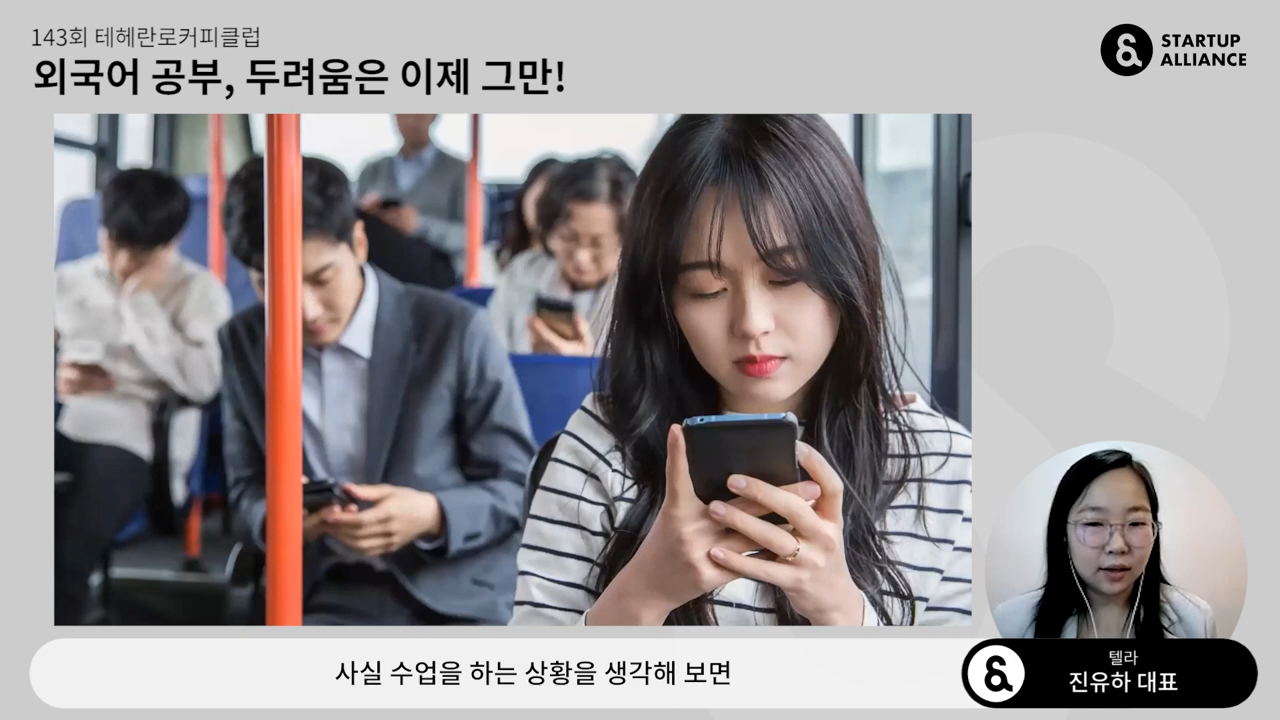 143회 테헤란로커피클럽
외국어 공부, 두려움은 이제 그만!
STARTUP
ALLIANCE
사실 수업을 하는 상황을 생각해 보면
텔라
진유하 대표